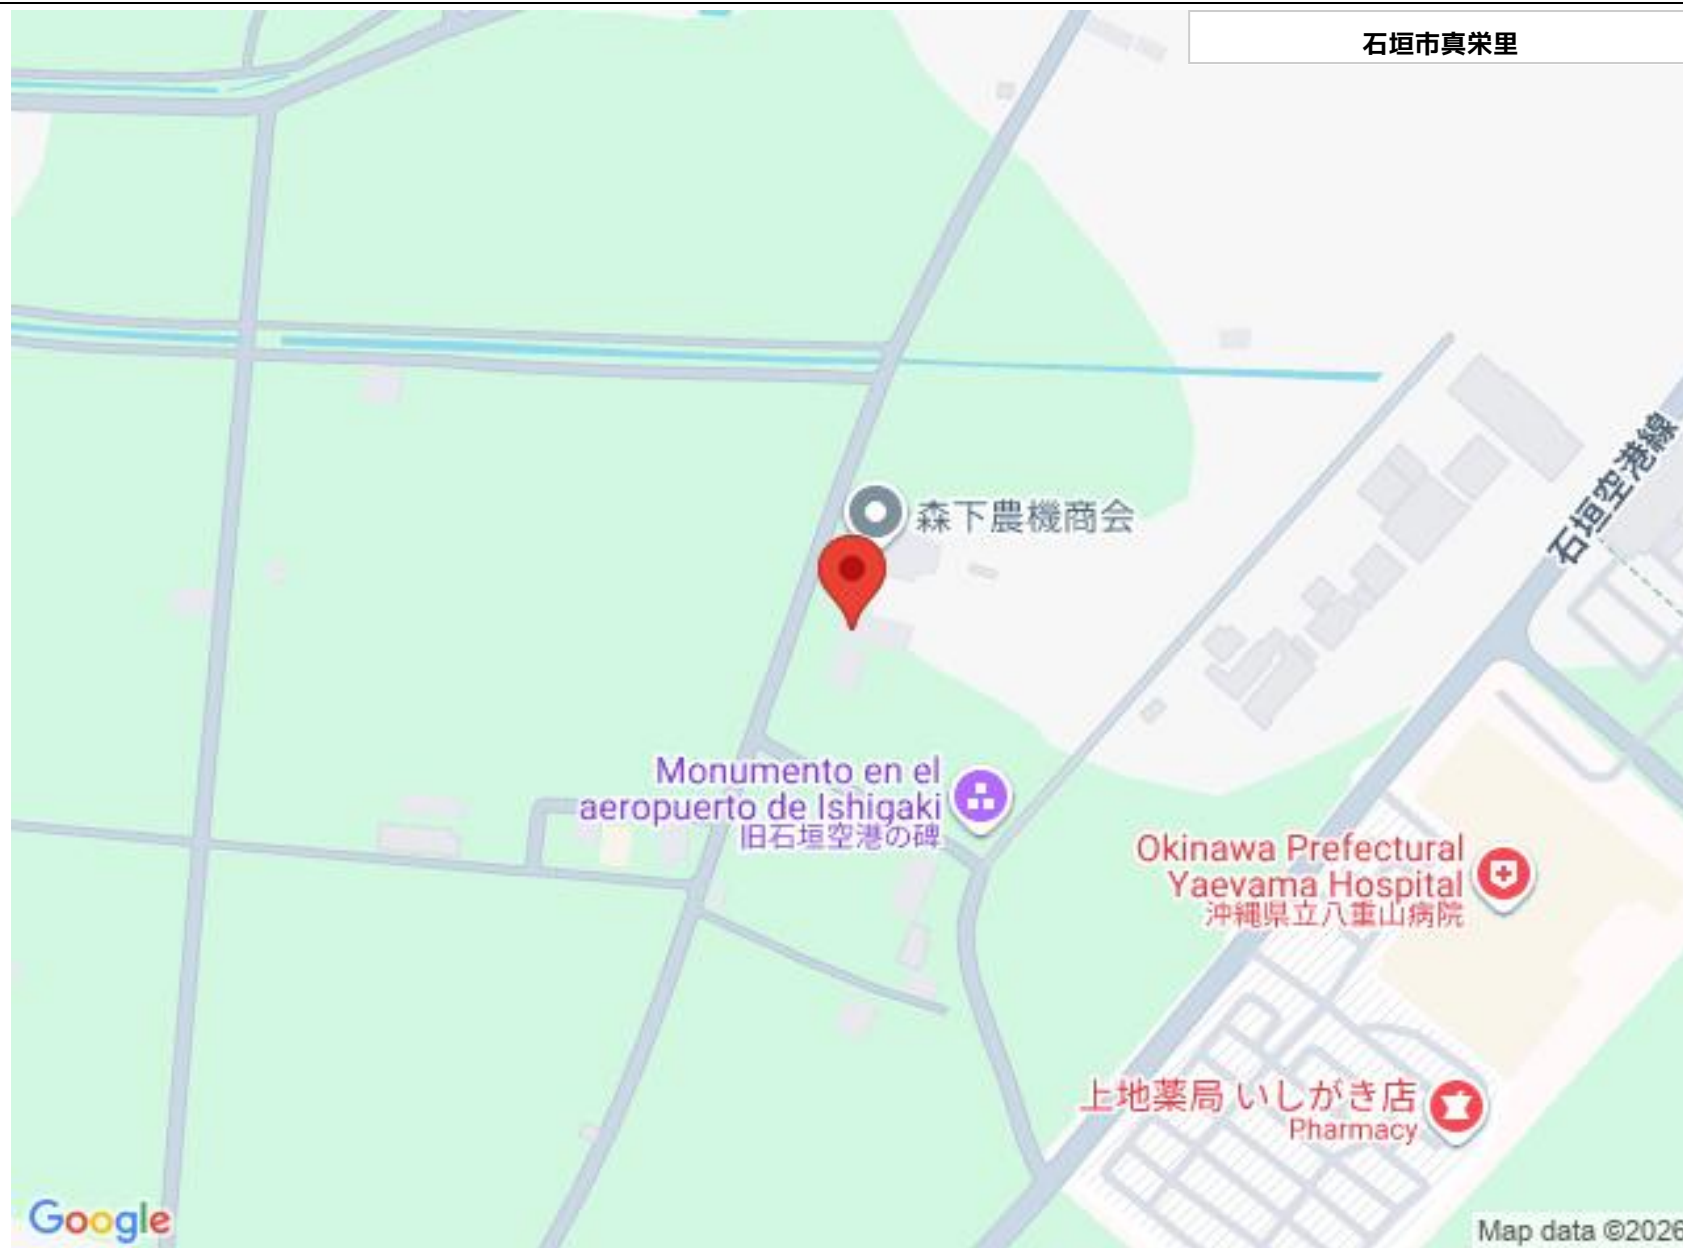 石垣市真栄里
石垣空港線
森下農機商会
Monumento en el
aeropuerto de Ishigaki
旧石垣空港の碑
Okinawa Prefectural
Yaeyama Hospital
沖縄県立八重山病院
上地薬局 いしがき店
Pharmacy
Google
Map data ©2026